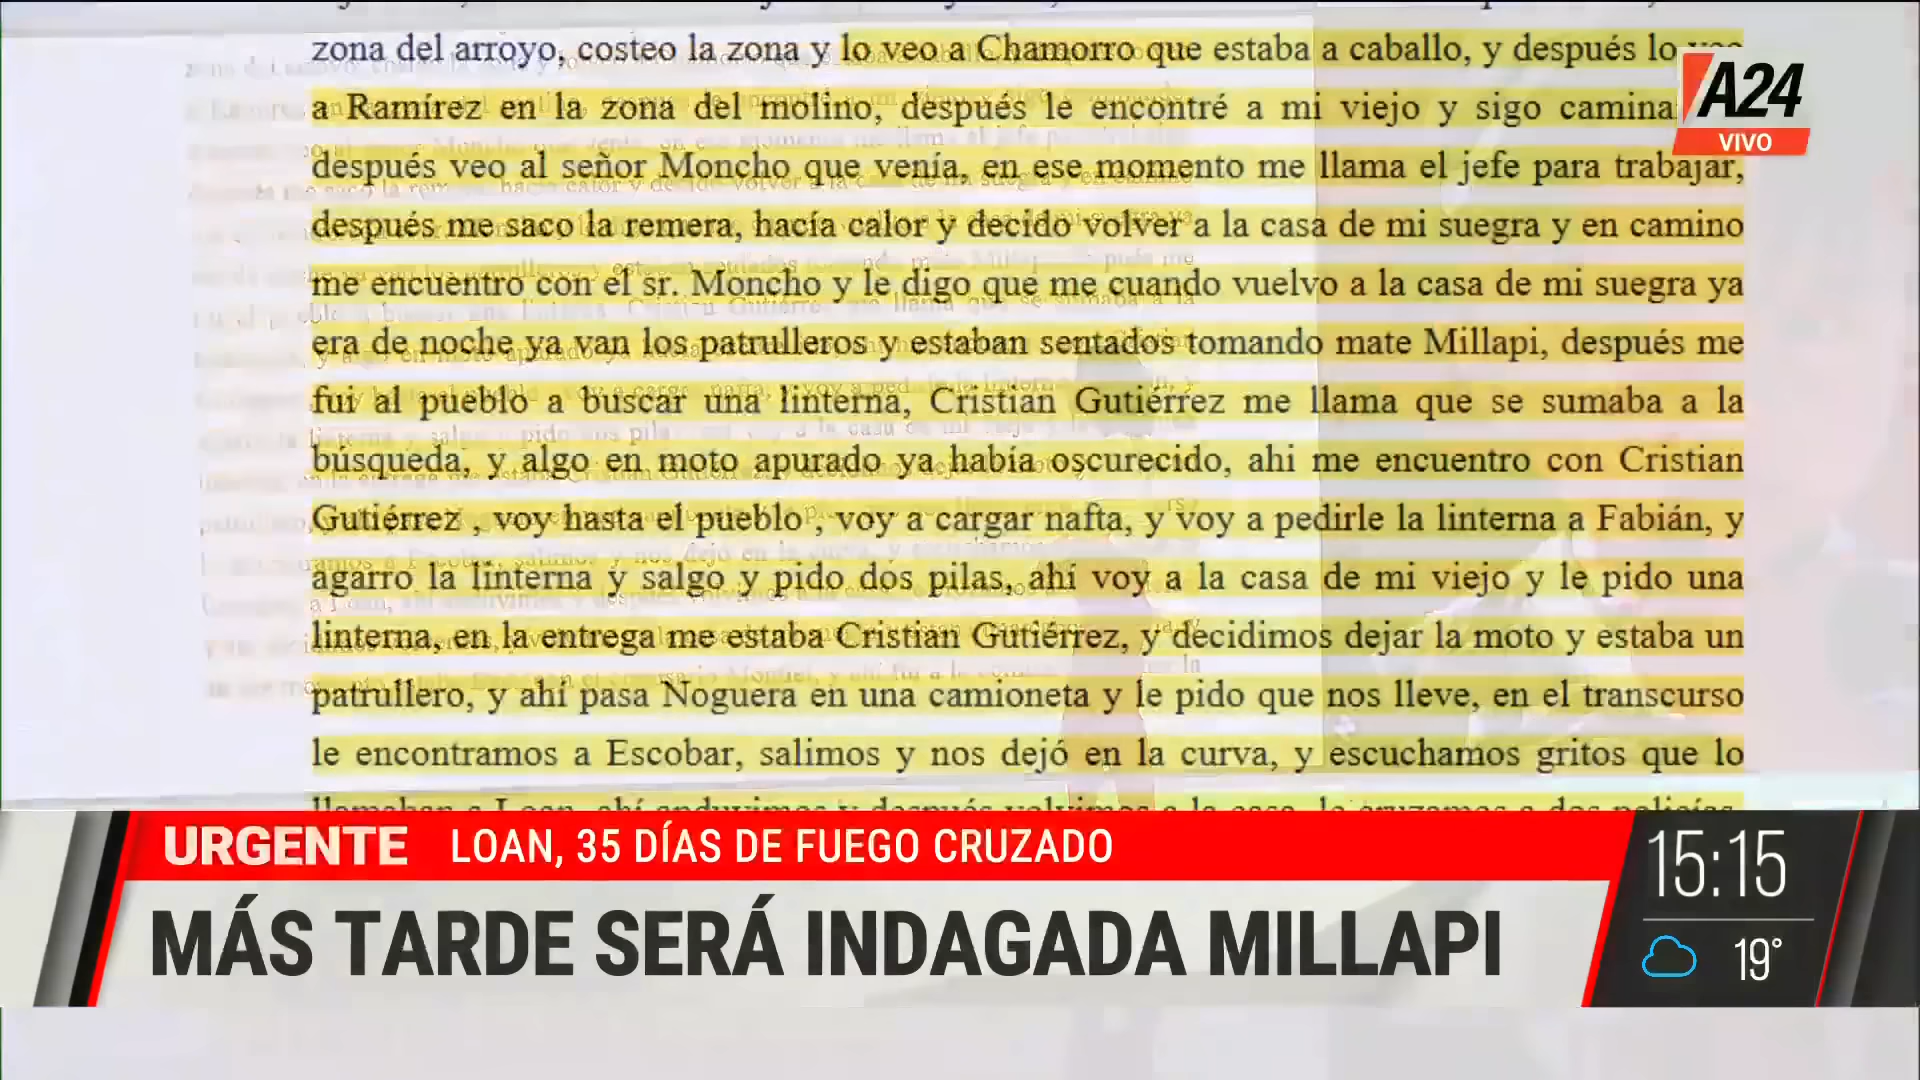 zona del arroyo, costeo la zona y lo veo a Chamorro que estaba a caballo, y después lo
a Ramírez en la zona del molino, después le encontré a mi viejo y sigo
después veo al señor Moncho que venía, en ese momento me llama el jefe para trabajar,
después me saco la remera, hacía calor y decido volver a la casa de mi suegra y en camino
me encuentro con el sr. Moncho y le digo que me cuando vuelvo a la casa de mi suegra ya
era de noche ya van los patrulleros y estaban sentados tomando mate Millapi, después me
fui al pueblo a buscar una linterna, Cristian Gutiérrez me llama que se sumaba a la
búsqueda, y algo en moto apurado ya había oscurecido, ahi me encuentro con Cristian
Gutiérrez , voy hasta el pueblo , voy a cargar nafta, y voy a pedirle la linterna a Fabián, y
agarro la linterna y salgo y pido dos pilas, ahí voy a la casa de mi viejo y le pido una
linterna, en la entrega me estaba Cristian Gutiérrez, y decidimos dejar la moto y estaba un
patrullero, y ahí pasa Noguera en una camioneta y le pido que nos lleve, en el transcurso
le encontramos a Escobar, salimos y nos dejó en la curva, y escuchamos gritos que lo
A24
VIVO
URGENTE LOAN, 35 DÍAS DE FUEGO CRUZADO
MÁS TARDE SERÁ INDAGADA MILLAPI
15:15
19°